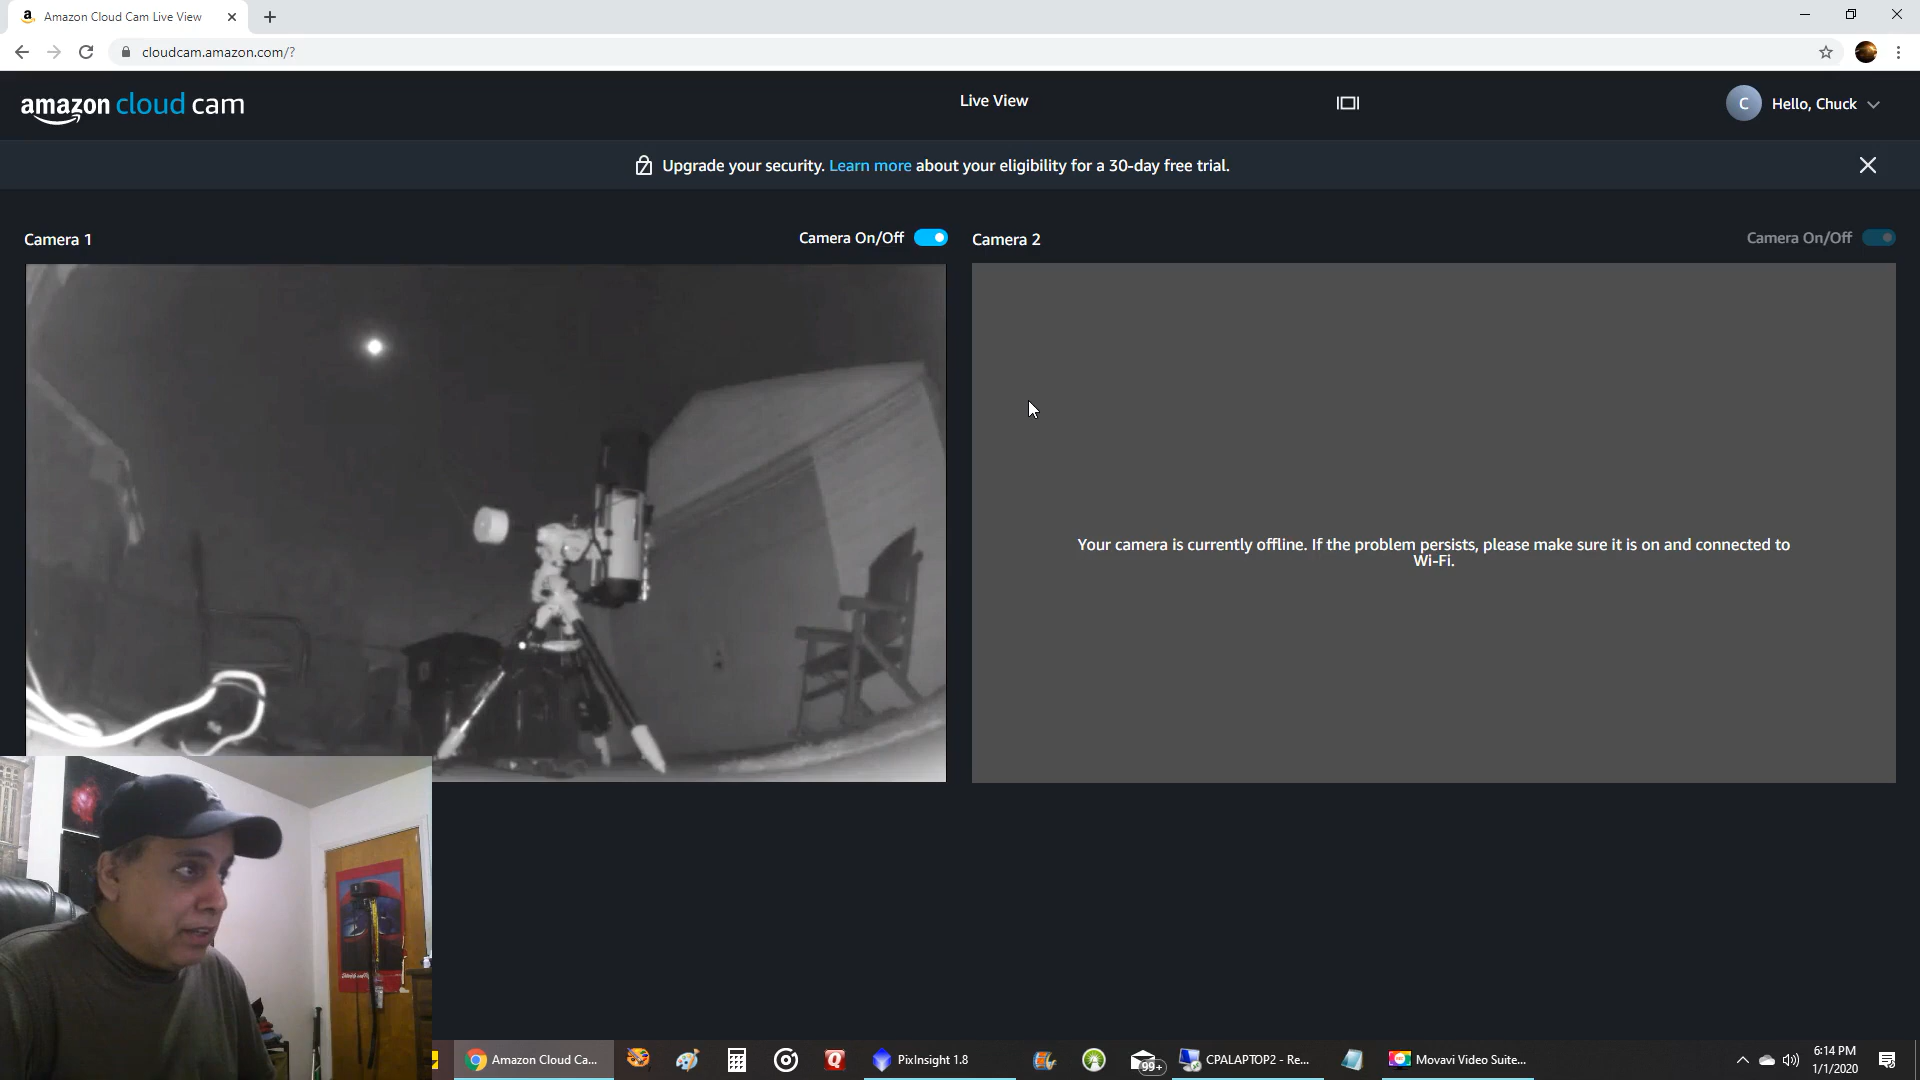 Amazon Cloud Cam Live View
cloudcam.amazon.com/?
amazon cloud cam
Live View
C
Hello, Chuck
Upgrade your security. Learn more about your eligibility for a 30-day free trial.
Camera 1
Camera On/Off
Camera 2
Camera On/Off
Your camera is currently offline. If the problem persists, please make sure it is on and connected to
Wi-Fi.
Amazon Cloud Ca...
PixInsight 1.8
99+
CPALAPTOP2 - Re...
Movavi Video Suite...
6:14 PM
1/1/2020